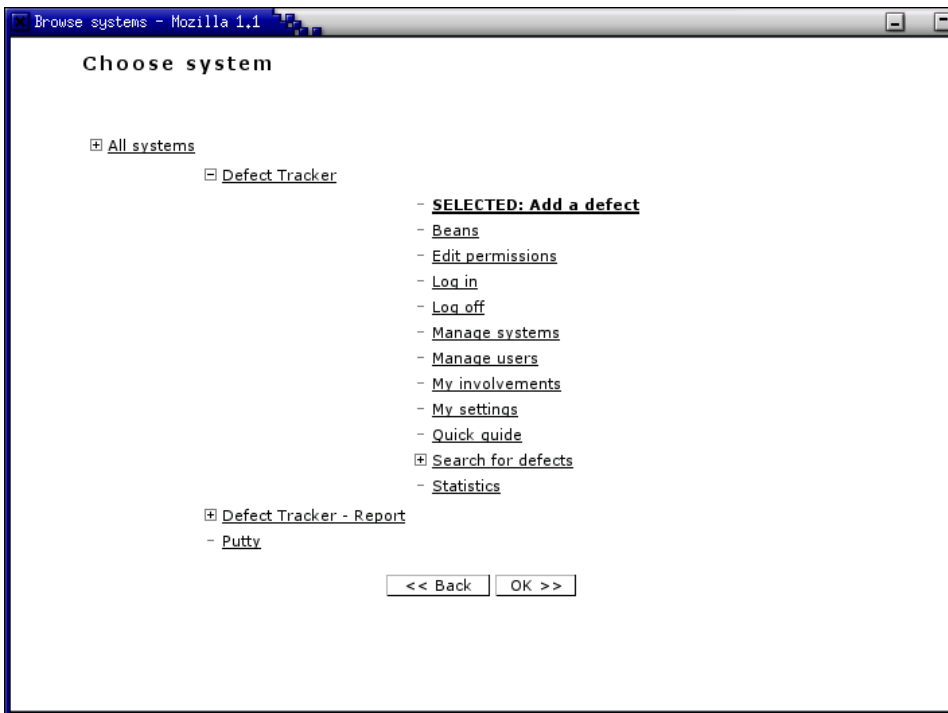 Browse systems - Mozilla 1.1
Choose system
All systems
Defect Tracker
SELECTED: Add a defect
Beans
Edit permissions
Log in
Log off
Manage systems
Manage users
My involvements
My settings
Quick guide
Search for defects
Statistics
Defect Tracker - Report
Putty
<< Back OK >>